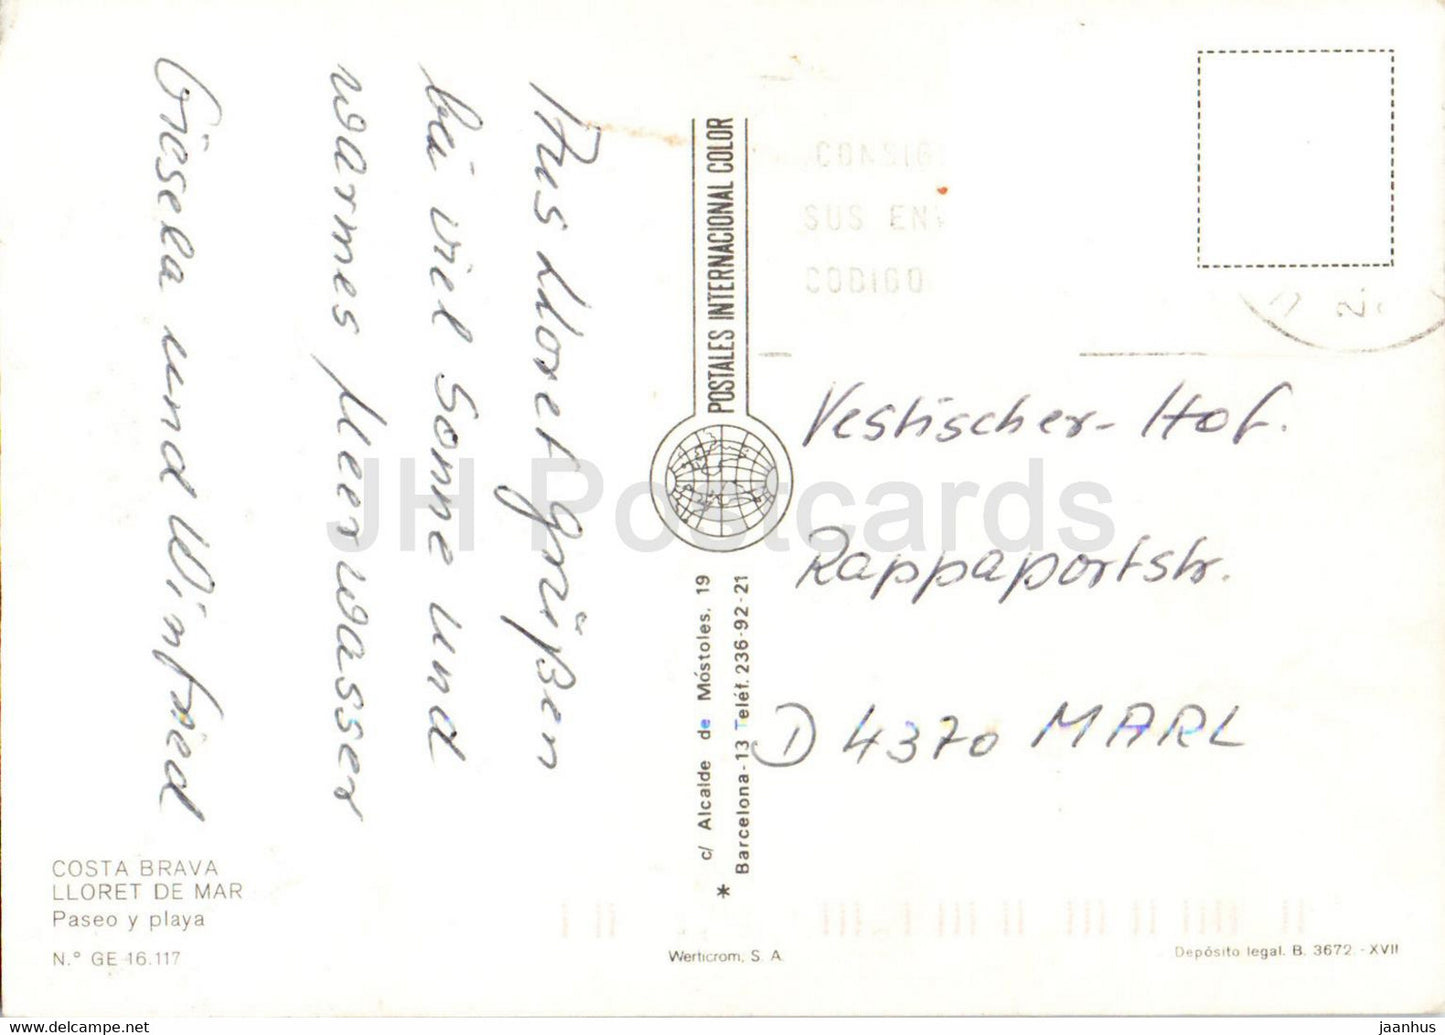 Aus Lloret grüßen
bei viel Sonne und
warmes Meerwasser
Gisela und Winfried
COSTA BRAVA
LLORET DE MAR
Paseo y playa
N.º GE-16.117
POSTALES INTERNACIONAL COLOR
c/ Alcalde de Móstoles. 19
Barcelona-13 Teléf. 236-92-21
*
Werticrom, S. A.
CONSIG
SUS EN
CODIGO
Vestischer-Hof.
Rappaportstr.
D 4370 MARL
Depósito legal. B. 3672. - XVII
JH Postcards
jaanhus - www.delcampe.net